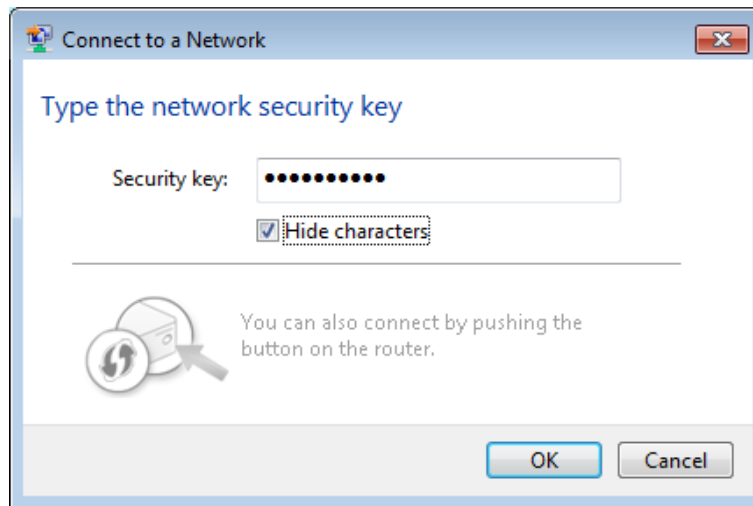 Connect to a Network
Type the network security key
Security key: ●●●●●●●●●●
Hide characters
You can also connect by pushing the
button on the router.
OK Cancel